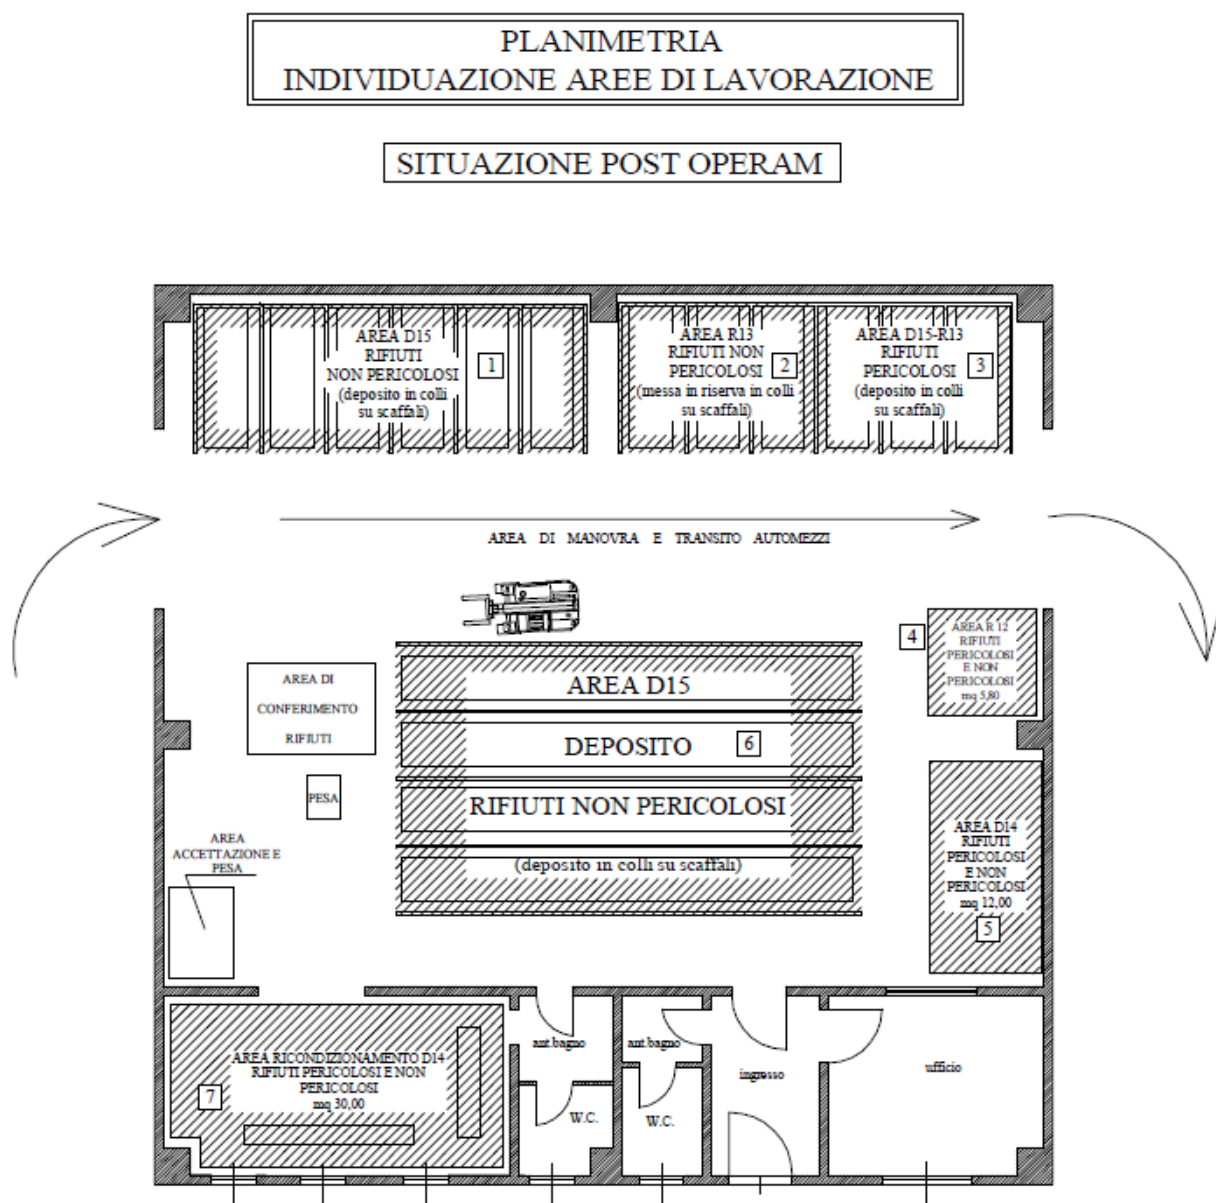 PLANIMETRIA
INDIVIDUAZIONE AREE DI LAVORAZIONE
SITUAZIONE POST OPERAM
AREA D15
RIFIUTI
NON PERICOLOSI
(deposito in colli
su scaffali)
1
AREA R13
RIFIUTI NON
PERICOLOSI
(messa in riserva in colli
su scaffali)
2
AREA D15-R13
RIFIUTI
PERICOLOSI
(deposito in colli
su scaffali)
3
AREA DI MANOVRA E TRANSITO AUTOMEZZI
4
AREA R 12
RIFIUTI
PERICOLOSI
E NON
PERICOLOSI
mq 5,80
AREA DI
CONFERIMENTO
RIFIUTI
PESA
AREA
ACCETTAZIONE E
PESA
AREA D15
DEPOSITO
6
RIFIUTI NON PERICOLOSI
(deposito in colli su scaffali)
AREA D14
RIFIUTI
PERICOLOSI
E NON
PERICOLOSI
mq 12,00
5
AREA RICONDIZIONAMENTO D14
RIFIUTI PERICOLOSI E NON
PERICOLOSI
mq 30,00
7
ant.bagno
W.C.
ant.bagno
W.C.
ingresso
ufficio